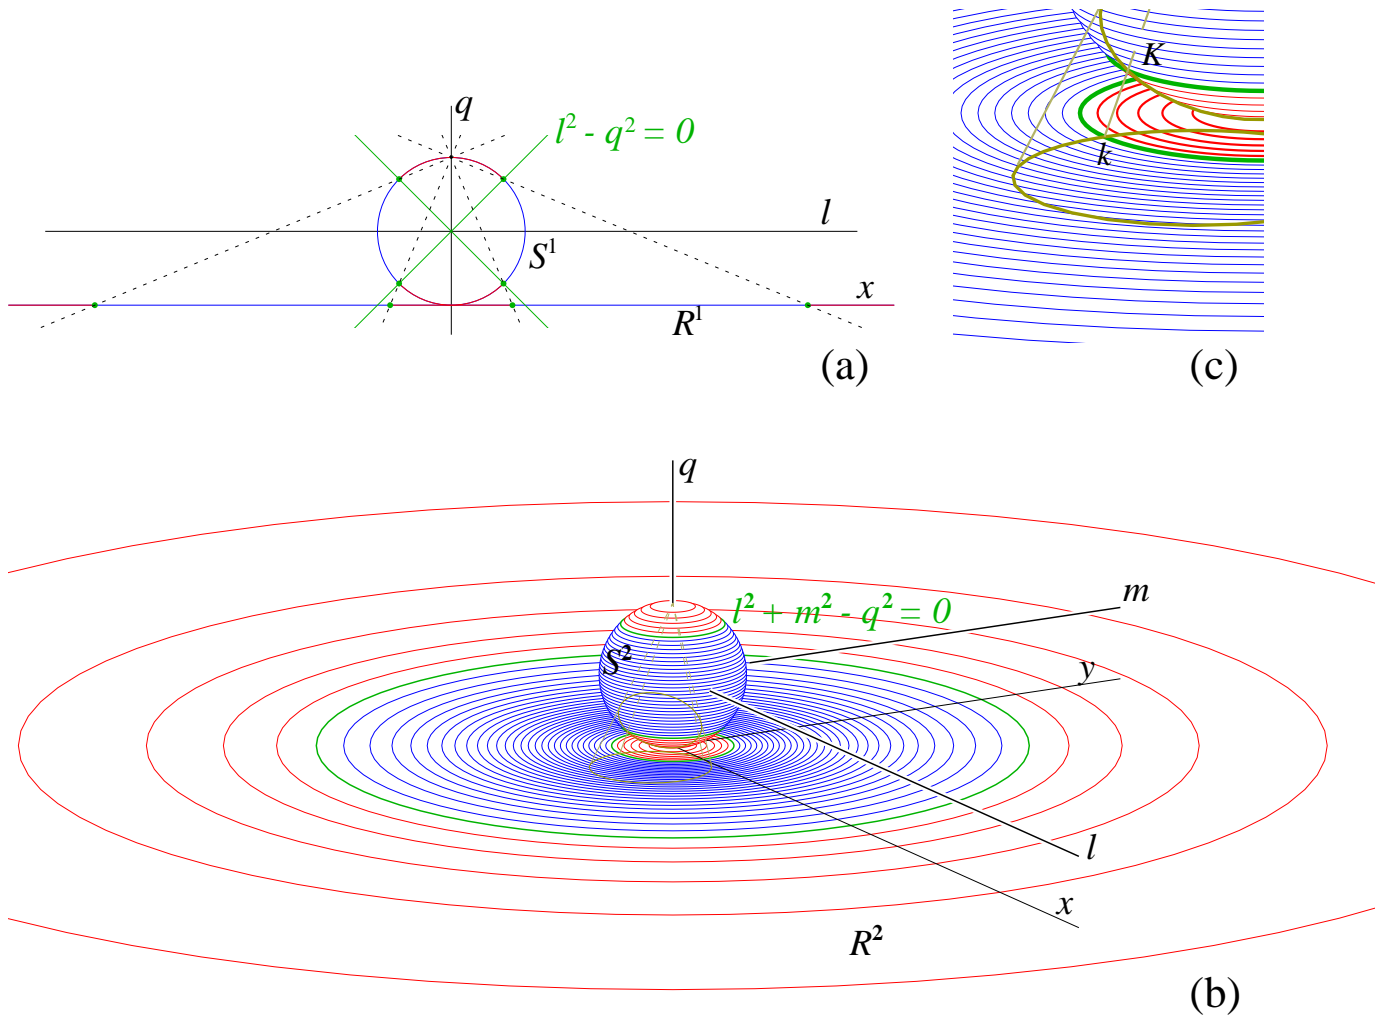 q
l² - q² = 0
l
S¹
x
R¹
(a)
K
k
(c)
q
m
l² + m² - q² = 0
S²
y
l
x
R²
(b)